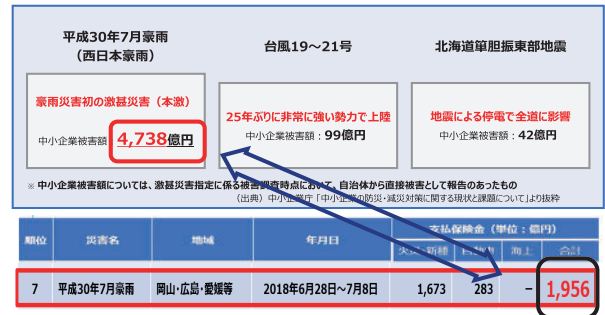 平成30年7月豪雨
(西日本豪雨)
台風19～21号
北海道胆振東部地震
豪雨災害初の激甚災害（本激）
中小企業被害額 4,738億円
25年ぶりに非常に強い勢力で上陸
中小企業被害額：99億円
地震による停電で全道に影響
中小企業被害額：42億円
※ 中小企業被害額については、激甚災害指定に係る被害調査時点において、自治体から直接被害として報告のあったもの
（出典）中小企業庁「中小企業の防災・減災対策に関する現状と課題について」より抜粋
順位 災害名 地域 年月日 支払保険金（単位：億円）
火災・新種 自動車 海上 合計
7 平成30年7月豪雨 岡山・広島・愛媛等 2018年6月28日～7月8日 1,673 283 － 1,956